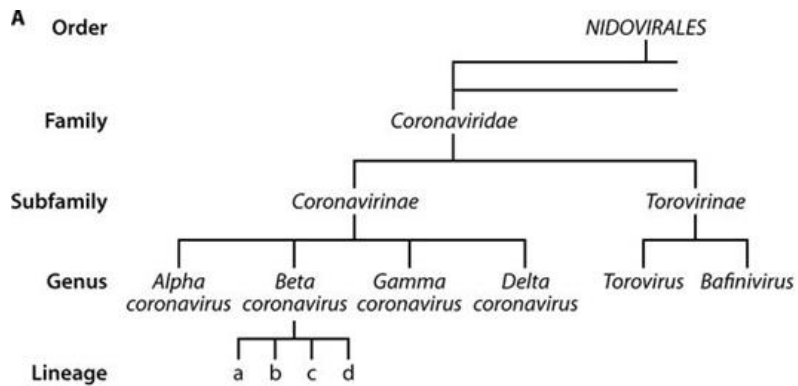 A
Order NIDOVIRALES
Family Coronaviridae
Subfamily Coronavirinae Torovirinae
Genus Alpha coronavirus Beta coronavirus Gamma coronavirus Delta coronavirus Torovirus Bafinivirus
Lineage a b c d